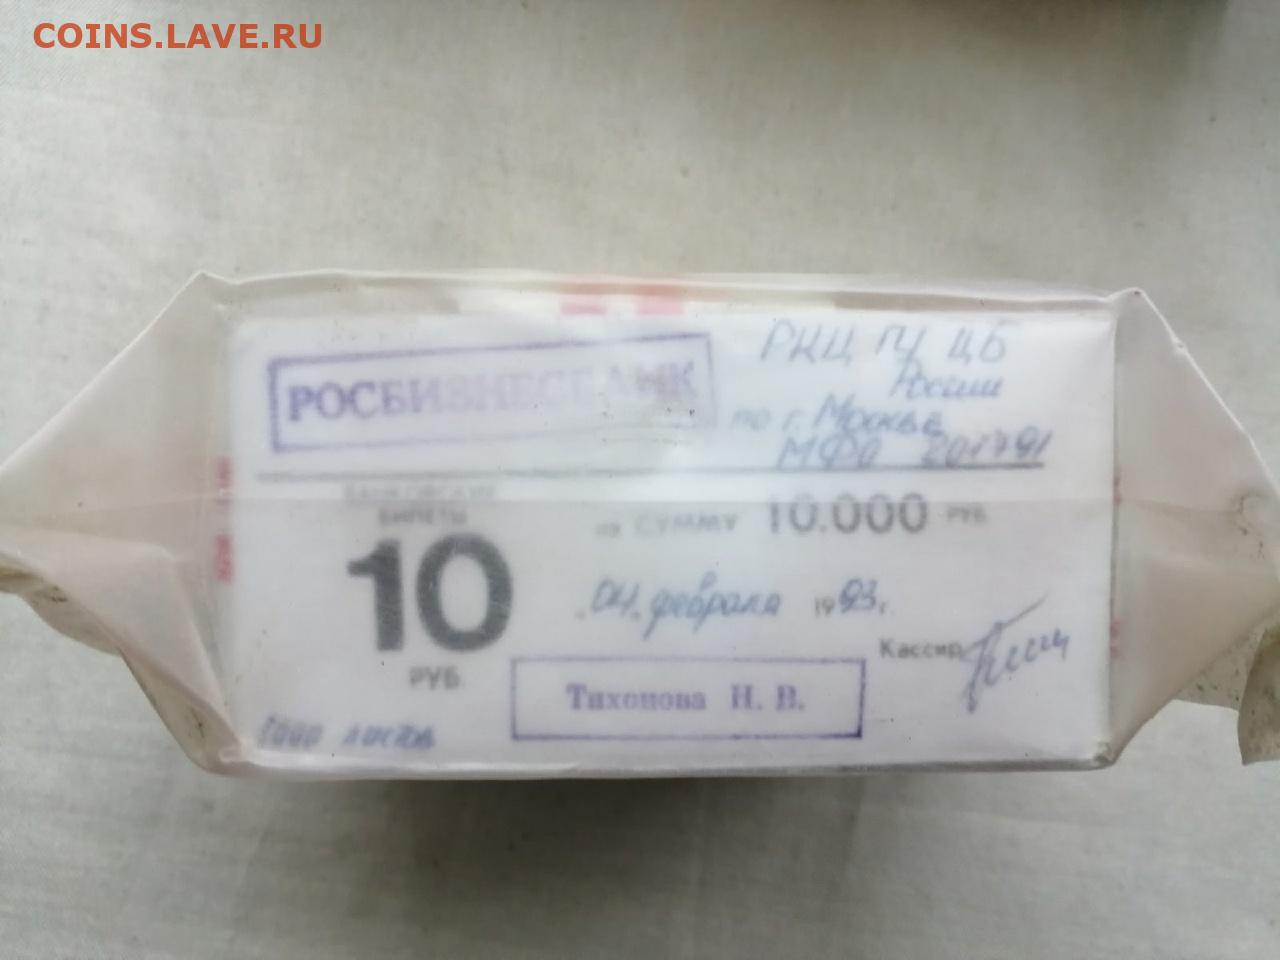 COINS.LAVE.RU
РОСБИЗНЕСБАНК
РКЦ ГУ ЦБ
России
по г. Москве
МФО 201791
БАНКОВСКИЕ
БИЛЕТЫ
10
РУБ
на СУММУ 10.000 РУБ
04 февраля 1993 г.
Кассир
Тихонова Н. В.
1000 листов